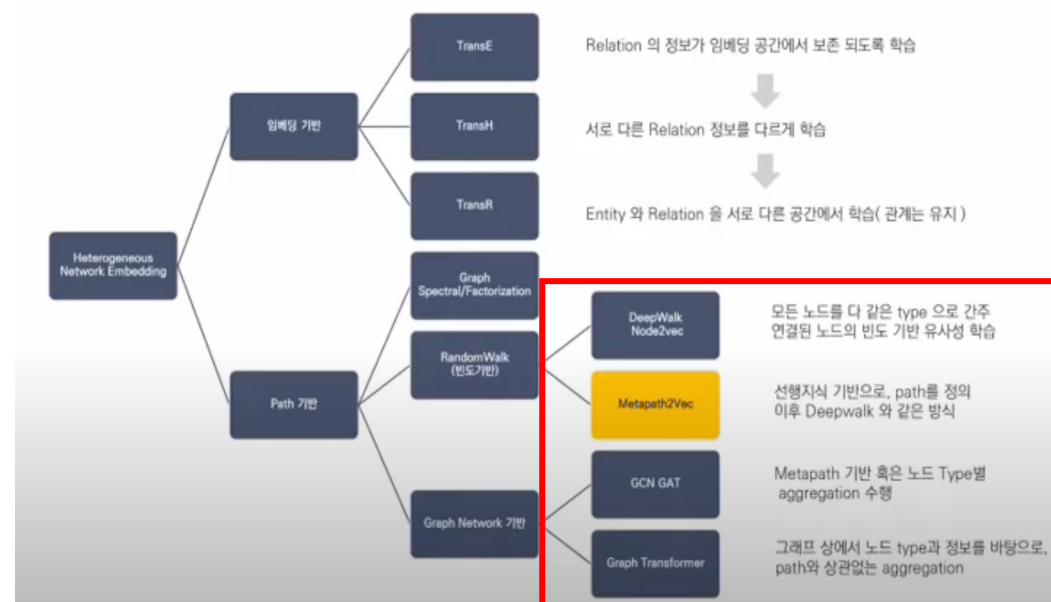 TransE
Relation 의 정보가 임베딩 공간에서 보존 되도록 학습
임베딩 기반
TransH
서로 다른 Relation 정보를 다르게 학습
TransR
Entity 와 Relation 을 서로 다른 공간에서 학습( 관계는 유지 )
Heterogeneous
Network Embedding
Graph
Spectral/Factorization
DeepWalk
Node2vec
모든 노드를 다 같은 type 으로 간주
연결된 노드의 빈도 기반 유사성 학습
RandomWalk
(빈도기반)
Path 기반
Metapath2Vec
선행지식 기반으로, path를 정의
이후 Deepwalk 와 같은 방식
GCN GAT
Metapath 기반 혹은 노드 Type별
aggregation 수행
Graph Network 기반
Graph Transformer
그래프 상에서 노드 type과 정보를 바탕으로,
path와 상관없는 aggregation